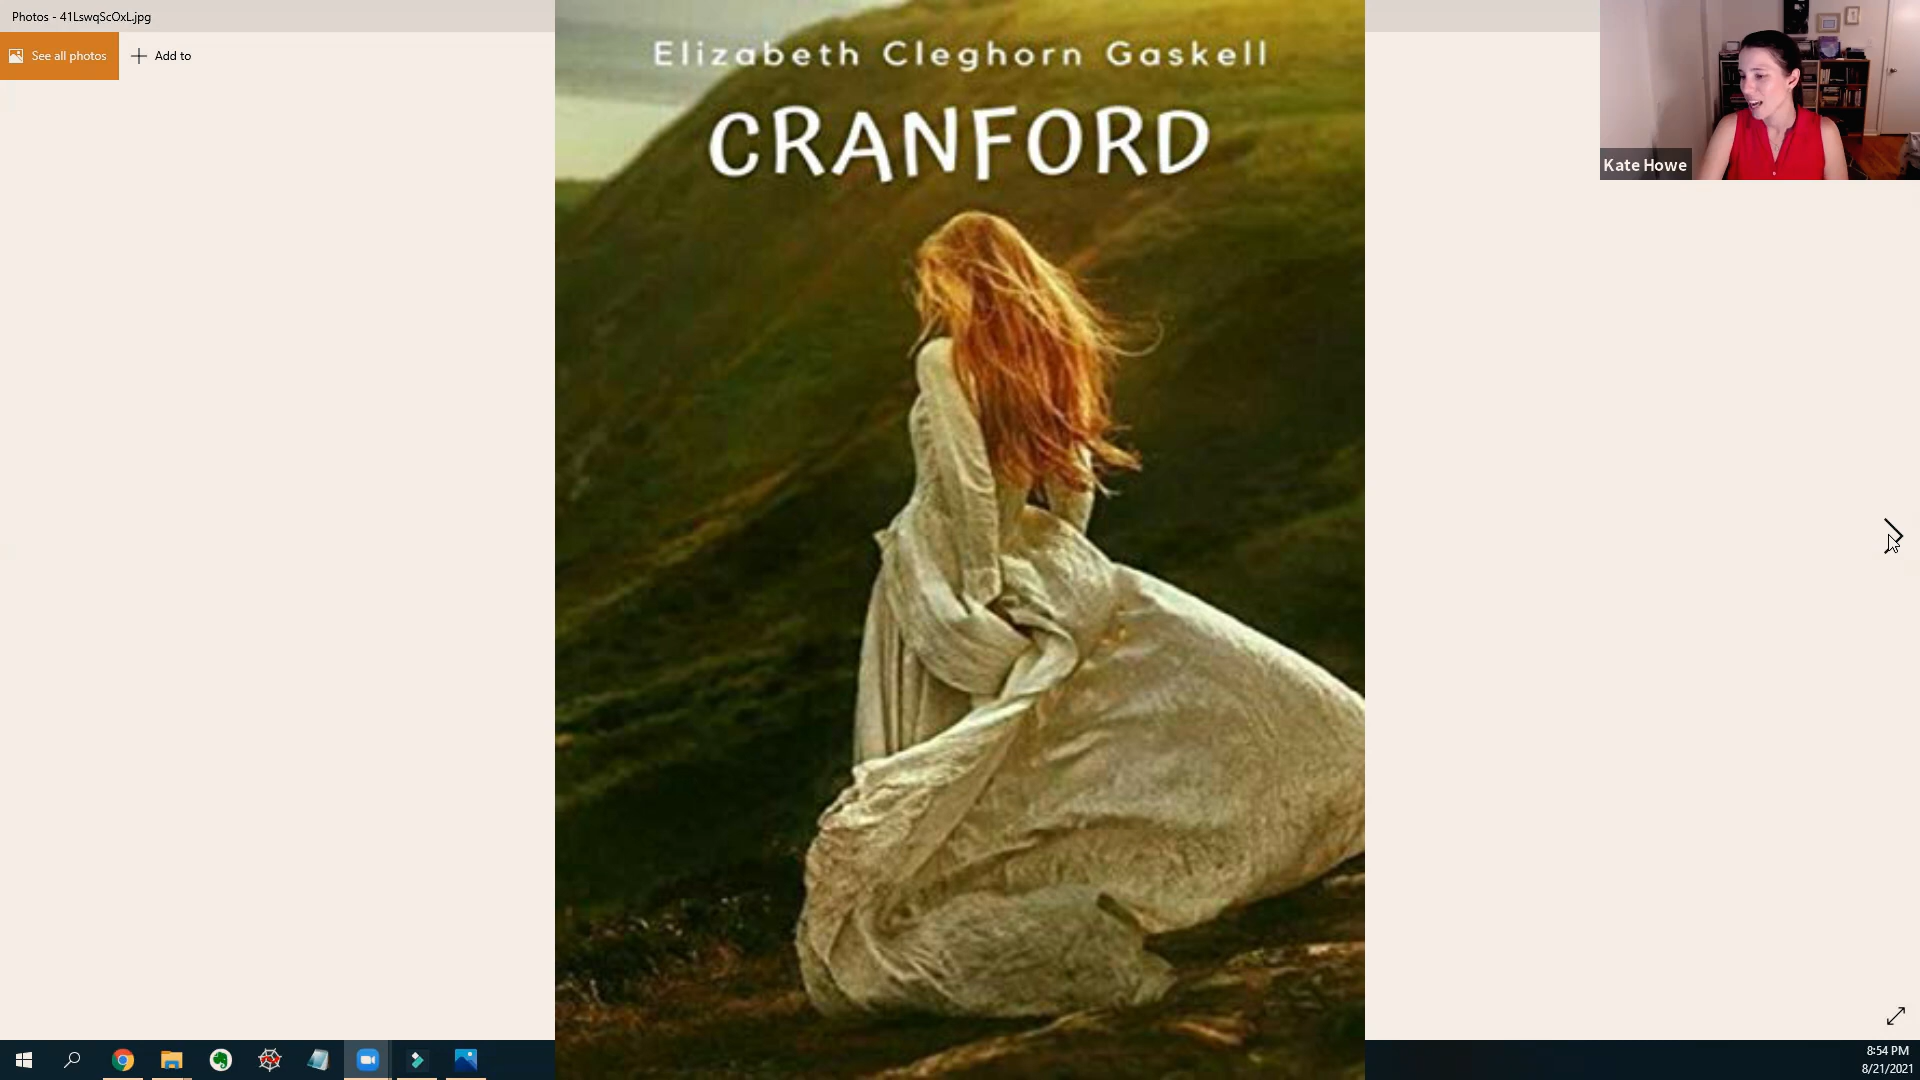 Photos - 41LswqScOxL.jpg
See all photos
Add to
Elizabeth Cleghorn Gaskell
CRANFORD
Kate Howe
8:54 PM
8/21/2021